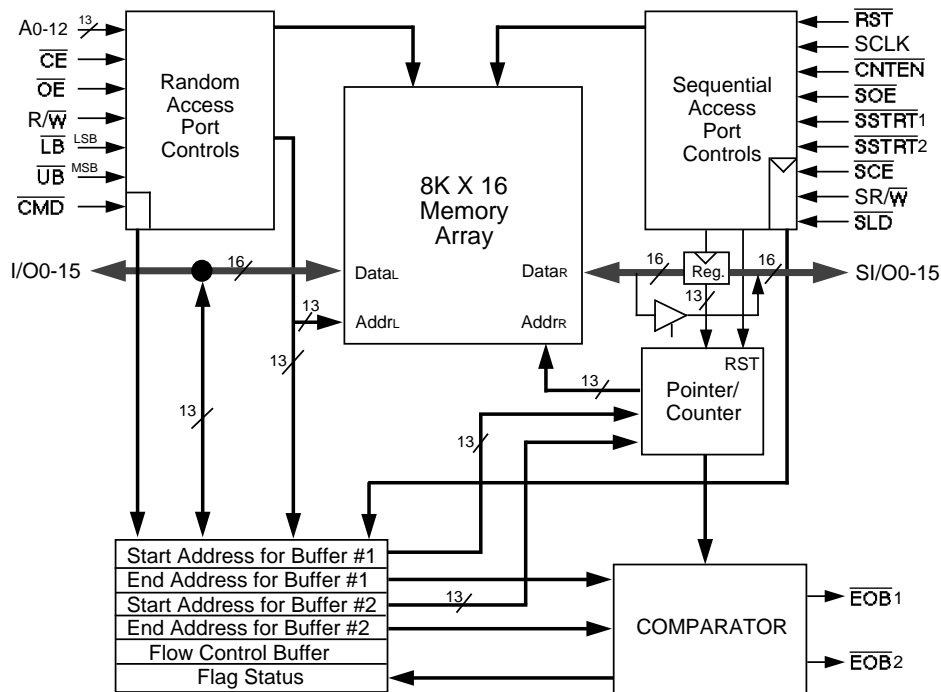 A0-12
13
CE
OE
R/W
LB
LSB
UB
MSB
CMD
Random
Access
Port
Controls
Sequential
Access
Port
Controls
RST
SCLK
CNTEN
SOE
SSTRT1
SSTRT2
SCE
SR/W
SLD
8K X 16
Memory
Array
I/O0-15
16
DataL
DataR
16
Reg.
16
SI/O0-15
AddrL
AddrR
13
13
13
13
13
RST
Pointer/
Counter
13
13
Start Address for Buffer #1
End Address for Buffer #1
Start Address for Buffer #2
End Address for Buffer #2
Flow Control Buffer
Flag Status
COMPARATOR
EOB1
EOB2